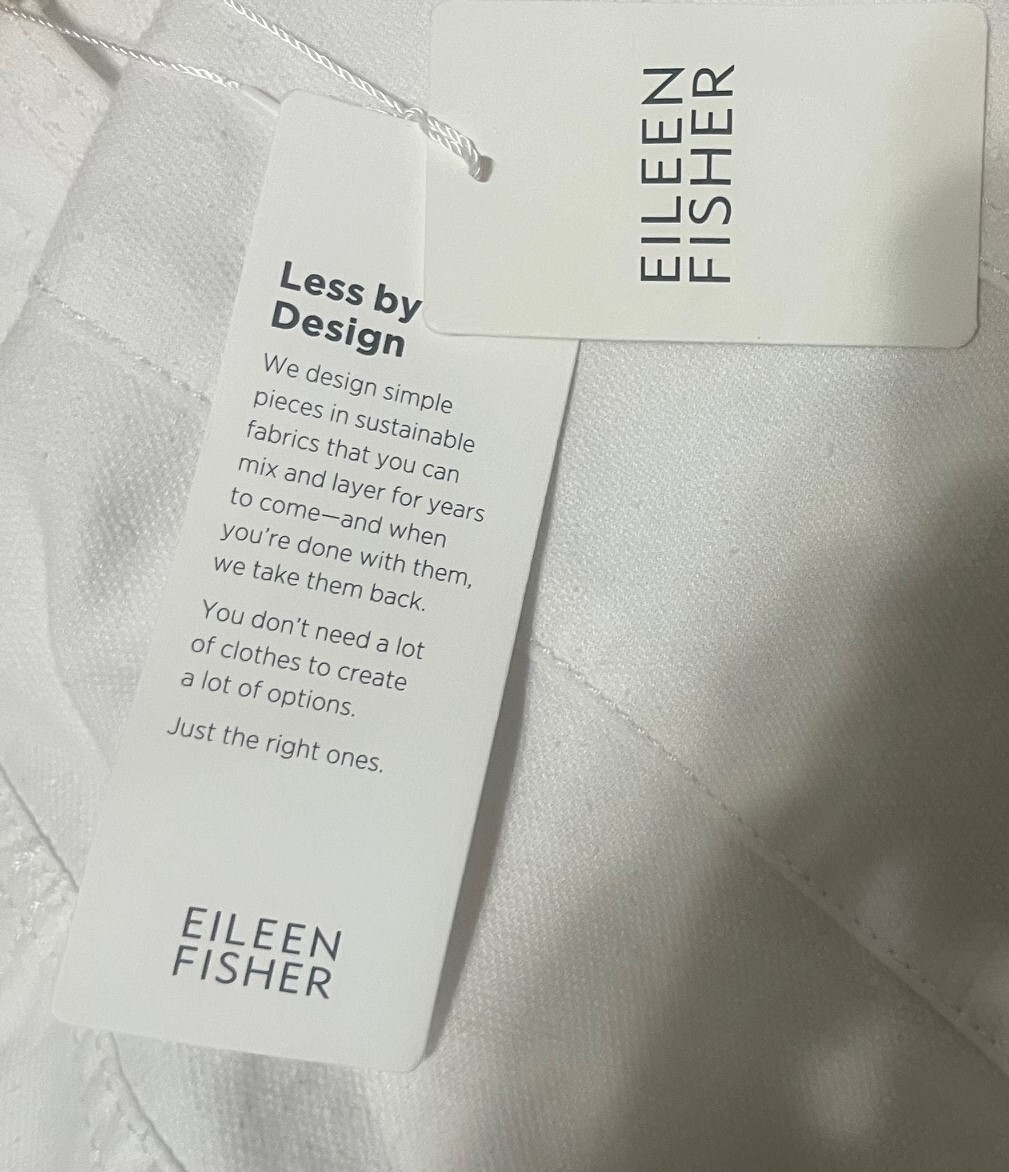 EILEEN
FISHER
Less by
Design
We design simple
pieces in sustainable
fabrics that you can
mix and layer for years
to come—and when
you're done with them,
we take them back.
You don't need a lot
of clothes to create
a lot of options.
Just the right ones.
EILEEN
FISHER